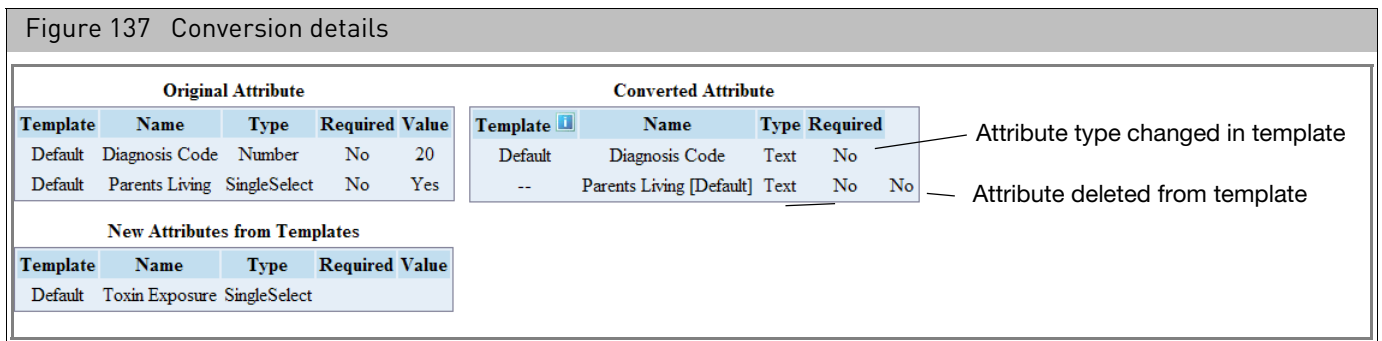 Figure 137 Conversion details
Original Attribute
Template Name Type Required Value
Default Diagnosis Code Number No 20
Default Parents Living SingleSelect No Yes
Converted Attribute
Template i Name Type Required
Default Diagnosis Code Text No
-- Parents Living [Default] Text No No
Attribute type changed in template
Attribute deleted from template
New Attributes from Templates
Template Name Type Required Value
Default Toxin Exposure SingleSelect